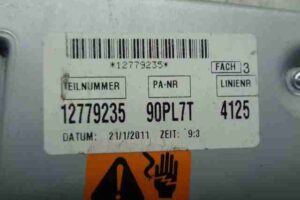 *12779235*
FACH 3
TEILNUMMER PA-NR LINIENR
12779235 90PL7T 4125
DATUM: 21/1/2011 ZEIT: 9:3